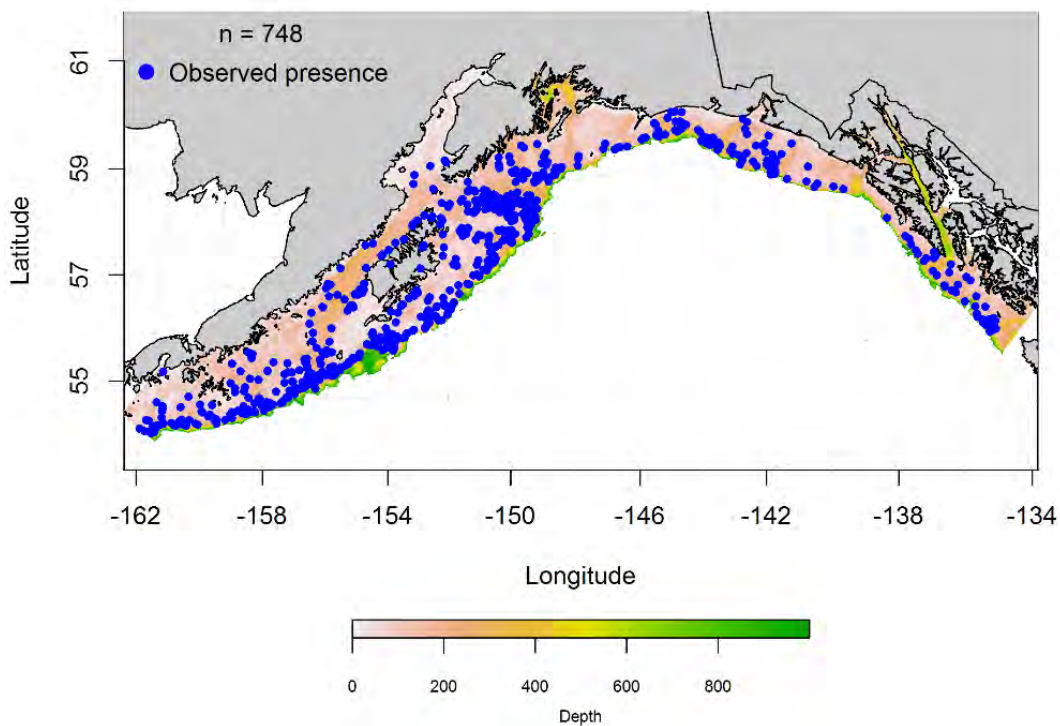 n = 748
Observed presence
Latitude
61
59
57
55
-162 -158 -154 -150 -146 -142 -138 -134
Longitude
0 200 400 600 800
Depth